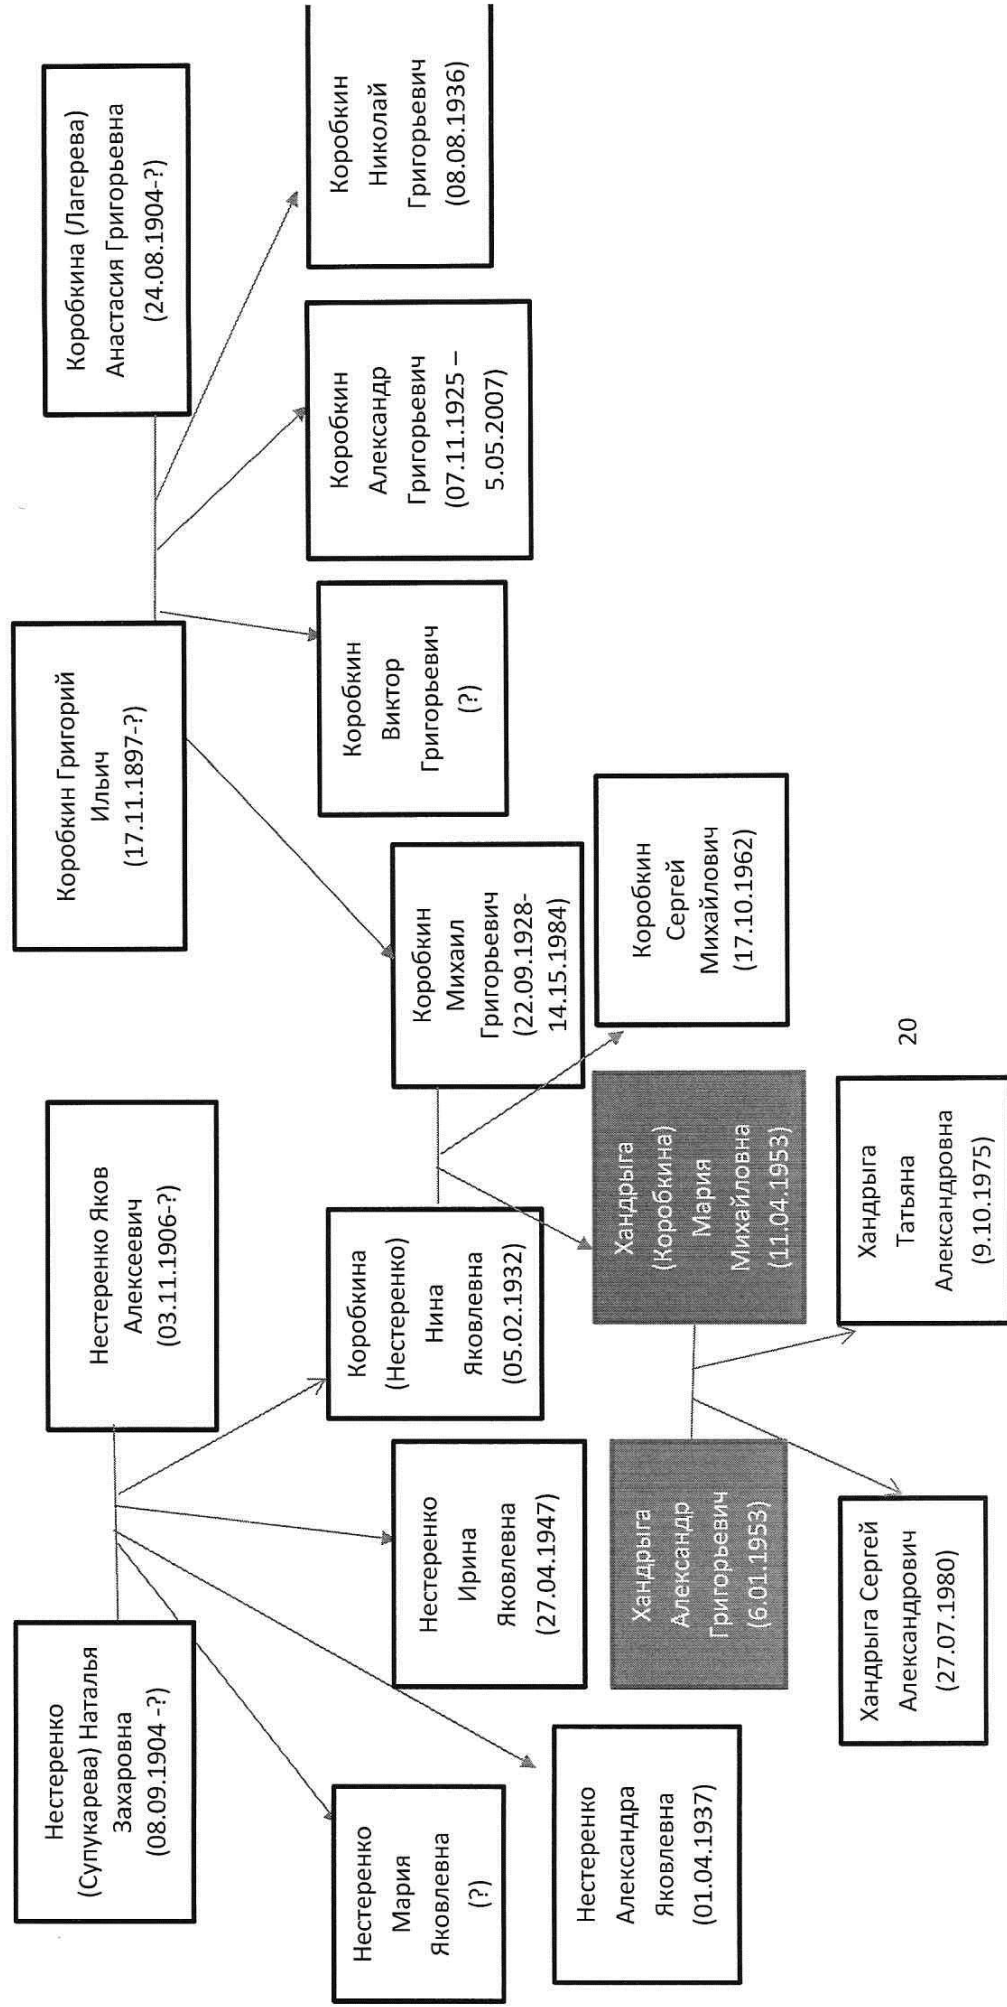 Нестеренко
(Супукарева) Наталья
Захаровна
(08.09.1904 -?)
Нестеренко Яков
Алексеевич
(03.11.1906-?)
Коробкин Григорий
Ильич
(17.11.1897-?)
Коробкина (Лагерева)
Анастасия Григорьевна
(24.08.1904-?)
Нестеренко
Мария
Яковлевна
(?)
Нестеренко
Александра
Яковлевна
(01.04.1937)
Нестеренко
Ирина
Яковлевна
(27.04.1947)
Коробкина
(Нестеренко)
Нина
Яковлевна
(05.02.1932)
Коробкин
Михаил
Григорьевич
(22.09.1928-
14.15.1984)
Коробкин
Виктор
Григорьевич
(?)
Коробкин
Александр
Григорьевич
(07.11.1925 –
5.05.2007)
Коробкин
Николай
Григорьевич
(08.08.1936)
Хандрыга
Александр
Григорьевич
(6.01.1953)
Хандрыга
(Коробкина)
Мария
Михайловна
(11.04.1953)
Коробкин
Сергей
Михайлович
(17.10.1962)
Хандрыга Сергей
Александрович
(27.07.1980)
Хандрыга
Татьяна
Александровна
(9.10.1975)
20